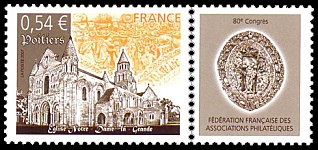 0,54 €
FRANCE
Poitiers
Eglise Notre-Dame-la-Grande
80e Congrès
FÉDÉRATION FRANÇAISE DES
ASSOCIATIONS PHILATÉLIQUES